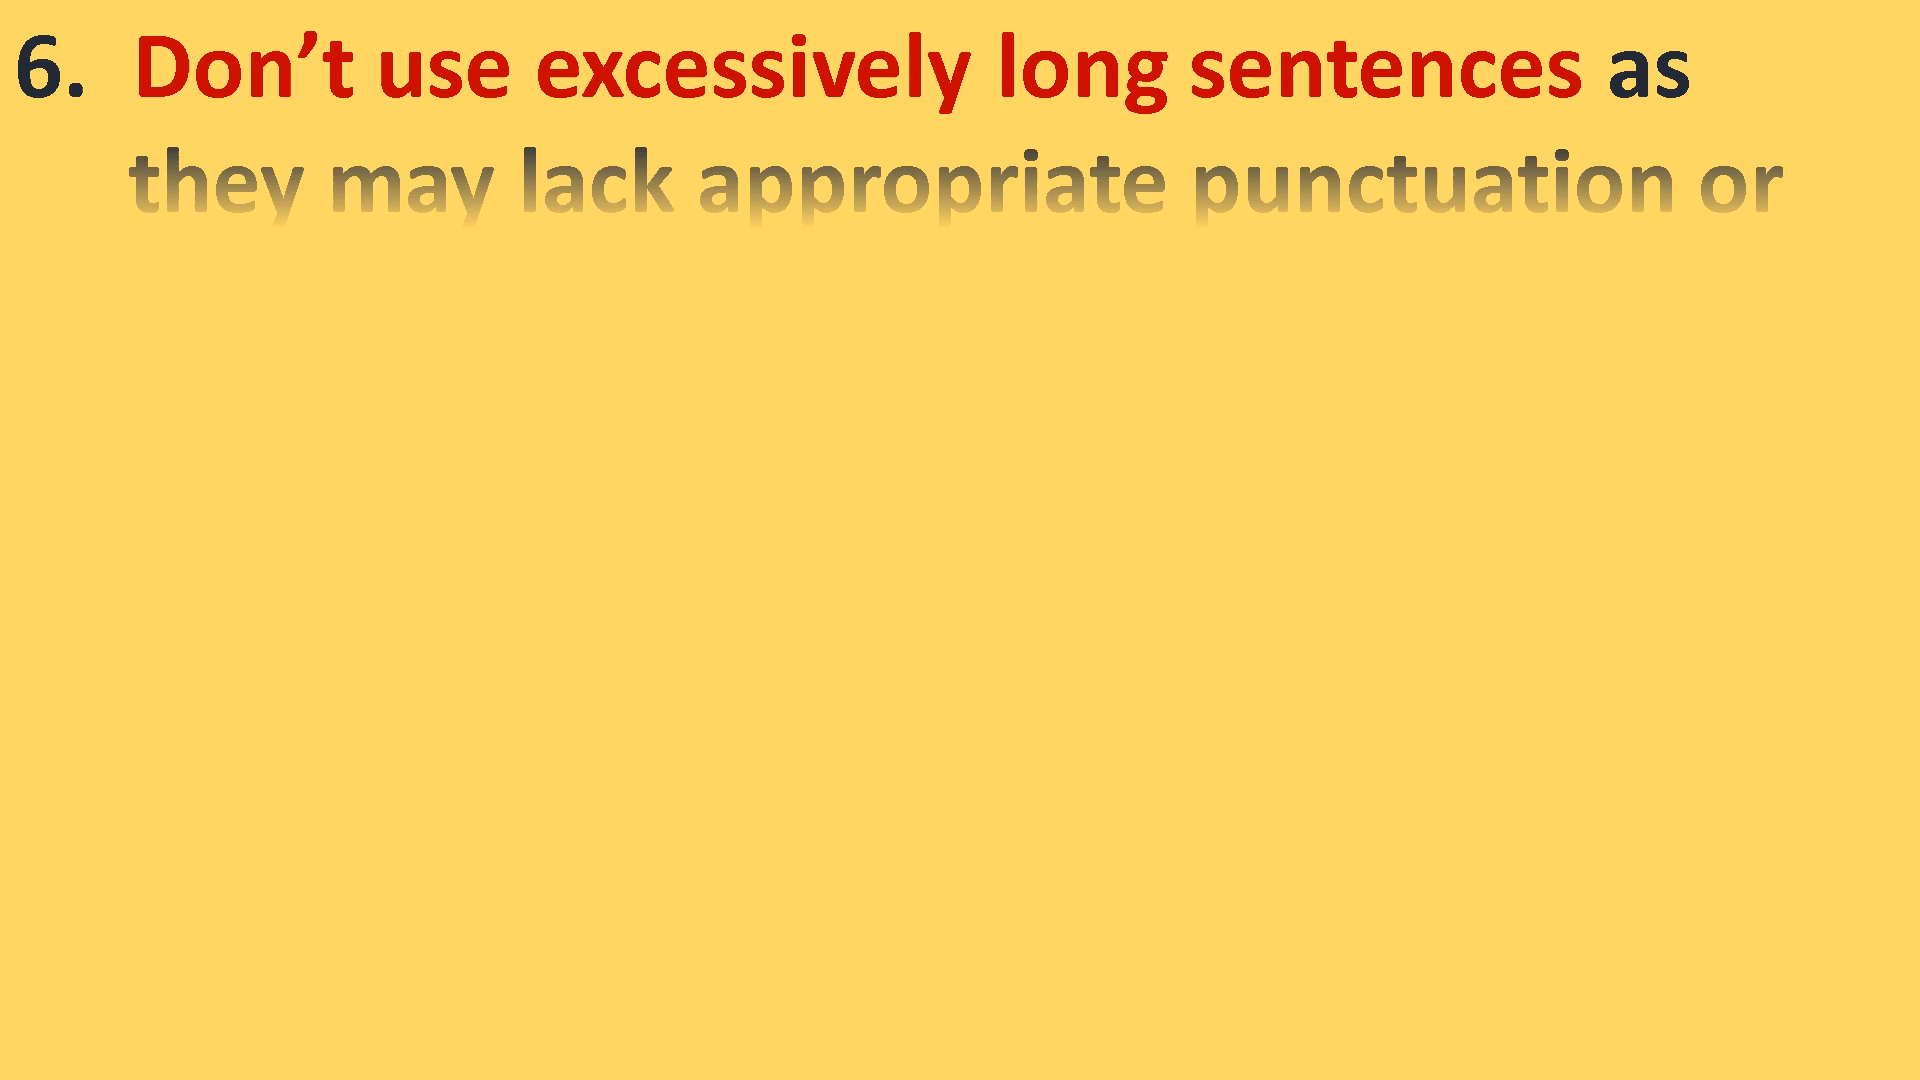 6. Don’t use excessively long sentences as
they may lack appropriate punctuation or